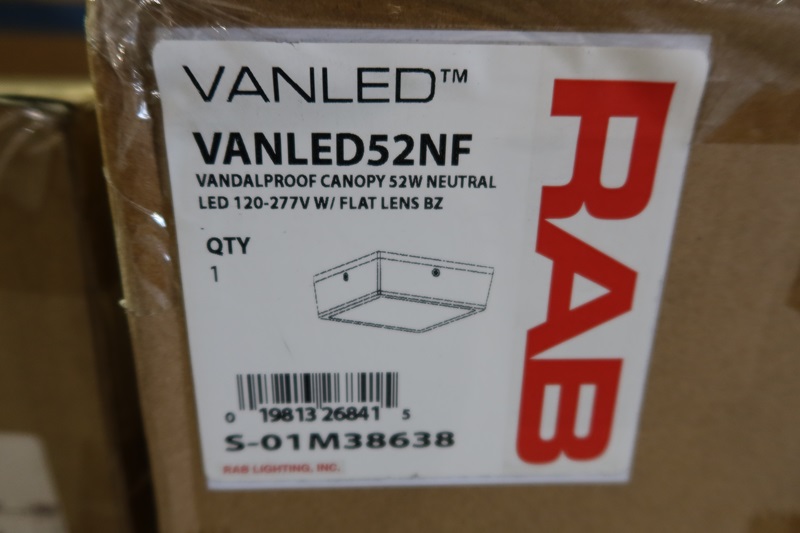 VANLED™
VANLED52NF
VANDALPROOF CANOPY 52W NEUTRAL
LED 120-277V W/ FLAT LENS BZ
QTY
1
0 19813 26841 5
S-01M38638
RAB LIGHTING, INC.
RAB